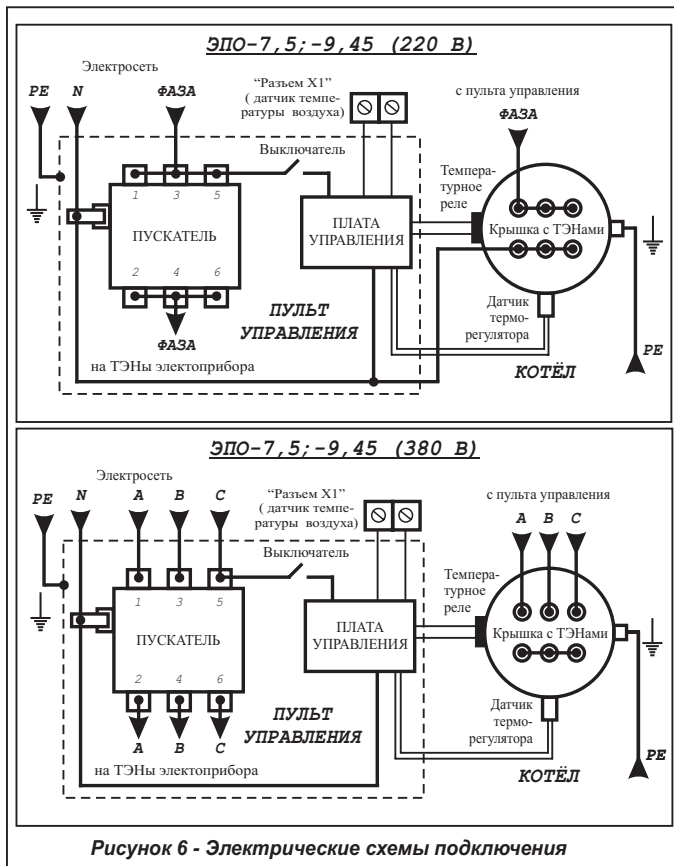 ЭПО-7,5;-9,45 (220 В)
Электросеть
PE N ФАЗА
"Разъем X1"
( датчик темпе-
ратуры воздуха)
с пульта управления
ФАЗА
Выключатель
Темпера-
турное
реле
1 3 5
ПУСКАТЕЛЬ
2 4 6
ПЛАТА
УПРАВЛЕНИЯ
Крышка с ТЭНами
ПУЛЬТ
УПРАВЛЕНИЯ
Датчик
термо-
регулятора
ФАЗА
на ТЭНы электоприбора
PE
КОТЁЛ
ЭПО-7,5;-9,45 (380 В)
Электросеть
PE N A B C
"Разъем X1"
( датчик темпе-
ратуры воздуха)
с пульта управления
A B C
Выключатель
Темпера-
турное
реле
1 3 5
ПУСКАТЕЛЬ
2 4 6
ПЛАТА
УПРАВЛЕНИЯ
Крышка с ТЭНами
ПУЛЬТ
УПРАВЛЕНИЯ
Датчик
термо-
регулятора
A B C
на ТЭНы электоприбора
PE
КОТЁЛ
Рисунок 6 - Электрические схемы подключения